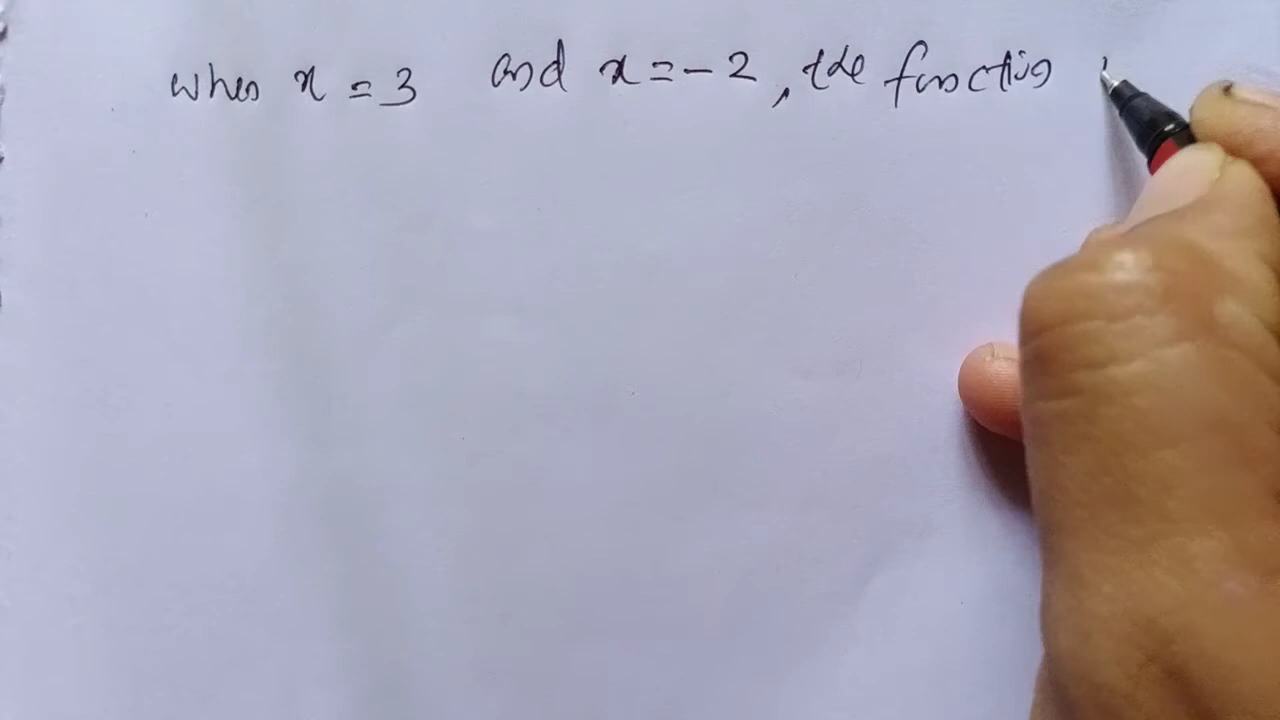 when x = 3 and x = -2, the function